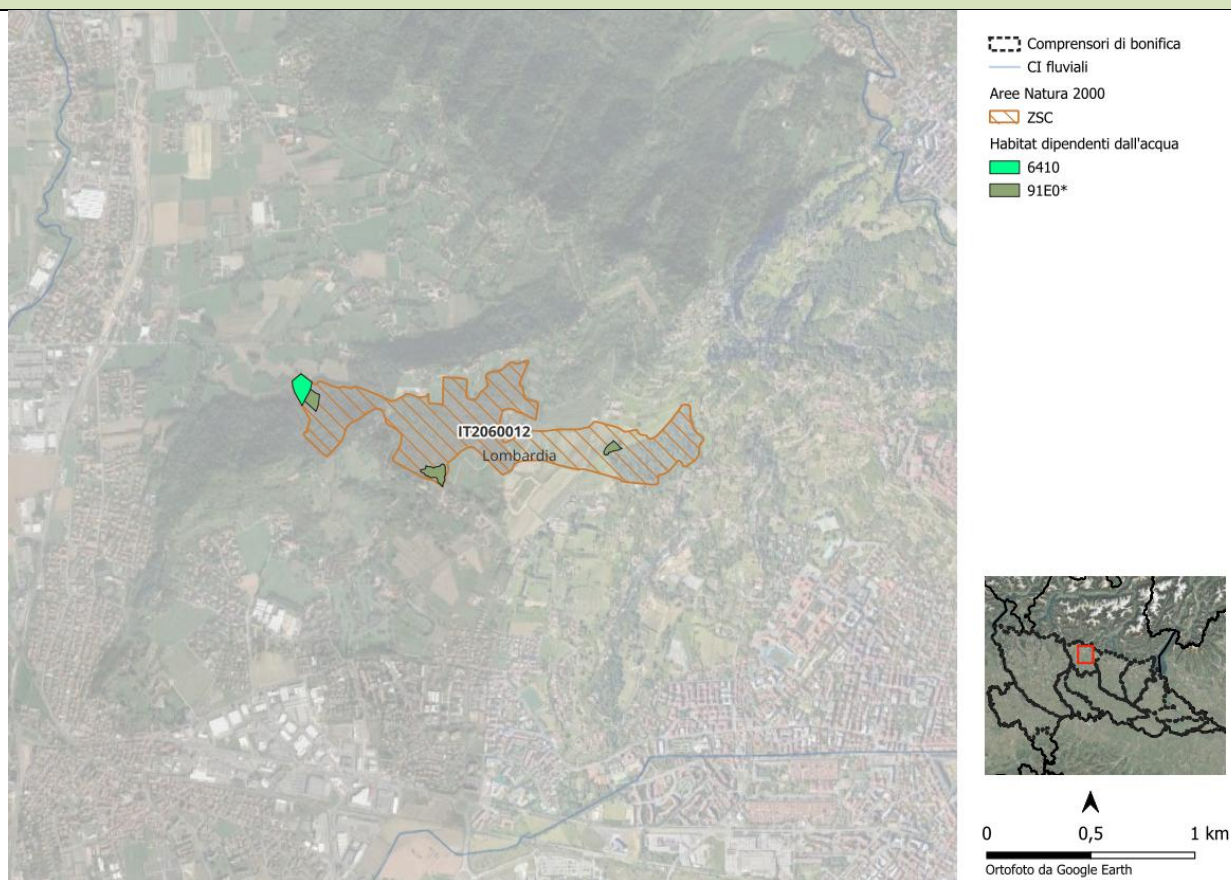 IT2060012
Lombardia
Comprensori di bonifica
CI fluviali
Aree Natura 2000
ZSC
Habitat dipendenti dall'acqua
6410
91E0*
0 0,5 1 km
Ortofoto da Google Earth